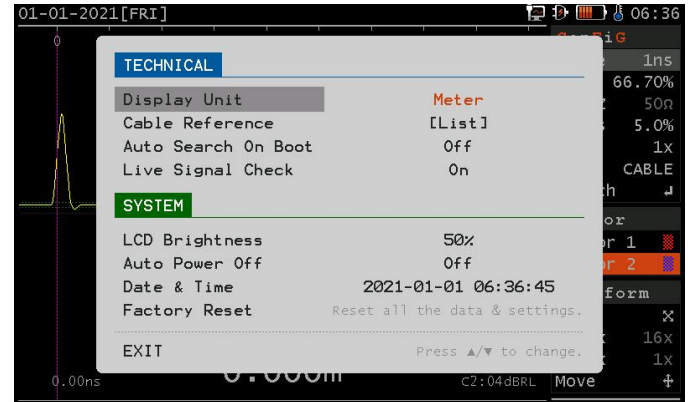 01-01-2021[FRI] 06:36
0
TECHNICAL
Display Unit Meter
Cable Reference [List]
Auto Search On Boot Off
Live Signal Check On
SYSTEM
LCD Brightness 50%
Auto Power Off Off
Date & Time 2021-01-01 06:36:45
Factory Reset Reset all the data & settings.
EXIT Press ▲/▼ to change.
1ns
66.70%
50Ω
5.0%
1x
CABLE
16x
1x
Move
0.00ns
C2:04dBRL